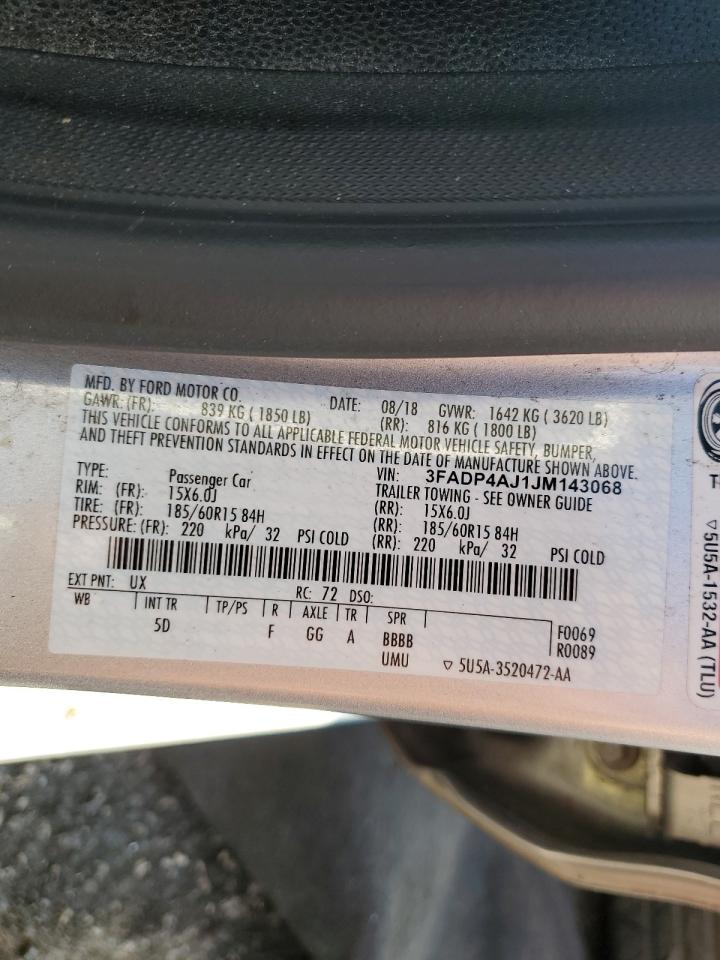 MFD. BY FORD MOTOR CO.
DATE: 08/18 GVWR: 1642 KG ( 3620 LB)
GAWR: (FR): 839 KG ( 1850 LB) (RR): 816 KG ( 1800 LB)
THIS VEHICLE CONFORMS TO ALL APPLICABLE FEDERAL MOTOR VEHICLE SAFETY, BUMPER,
AND THEFT PREVENTION STANDARDS IN EFFECT ON THE DATE OF MANUFACTURE SHOWN ABOVE.
VIN: 3FADP4AJ1JM143068
TYPE: Passenger Car TRAILER TOWING - SEE OWNER GUIDE
RIM: (FR): 15X6.0J (RR): 15X6.0J
TIRE: (FR): 185/60R15 84H (RR): 185/60R15 84H
PRESSURE: (FR): 220 kPa/ 32 PSI COLD (RR): 220 kPa/ 32 PSI COLD
EXT PNT: UX RC: 72 DSO:
WB INT TR TP/PS R AXLE TR SPR
5D F GG A BBBB
UMU
F0069
R0089
▽ 5U5A-3520472-AA
▽ 5U5A-1532-AA (TLU)